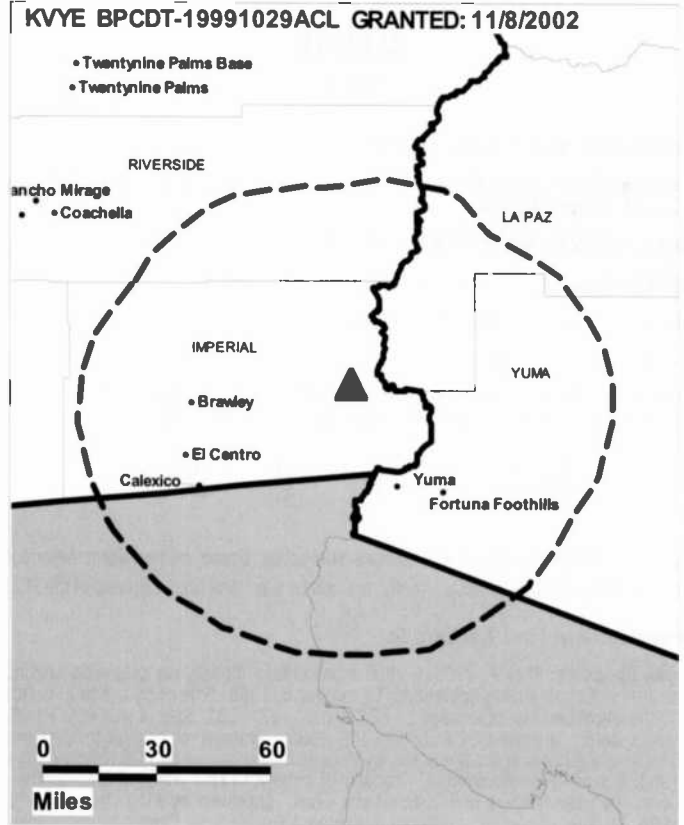 KVYE BPCDT-19991029ACL GRANTED: 11/8/2002
Twentynine Palms Base
Twentynine Palms
RIVERSIDE
ancho Mirage
Coachella
LA PAZ
IMPERIAL
YUMA
Brawley
El Centro
Calexico
Yuma
Fortuna Foothills
0 30 60
Miles